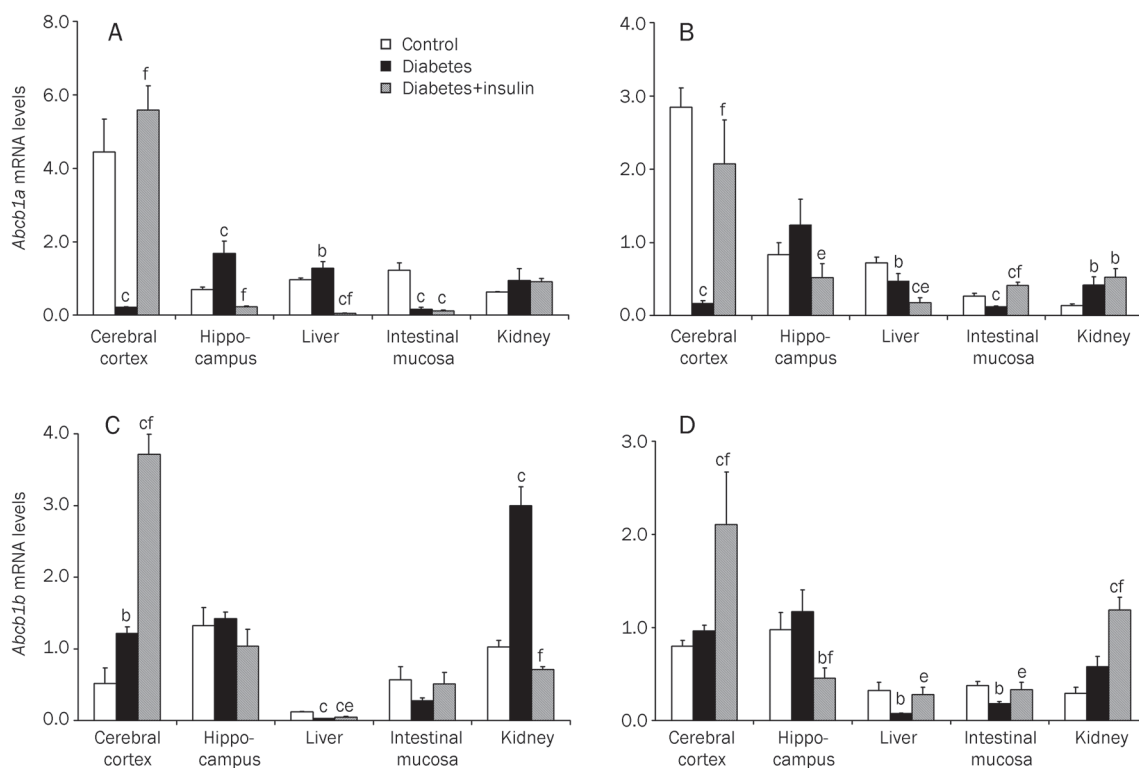 A
Control
Diabetes
Diabetes+insulin
Abcb1a mRNA levels
8.0
6.0
4.0
2.0
0.0
f
c
c
f
b
cf
c c
Cerebral cortex
Hippo-campus
Liver
Intestinal mucosa
Kidney
B
4.0
3.0
2.0
1.0
0.0
c
f
e
b
ce
c
cf
b
b
Cerebral cortex
Hippo-campus
Liver
Intestinal mucosa
Kidney
C
Abcb1b mRNA levels
4.0
3.0
2.0
1.0
0.0
b
cf
c ce
c
f
Cerebral cortex
Hippo-campus
Liver
Intestinal mucosa
Kidney
D
3.0
2.0
1.0
0.0
cf
bf
b
e
b
e
cf
Cerebral cortex
Hippo-campus
Liver
Intestinal mucosa
Kidney